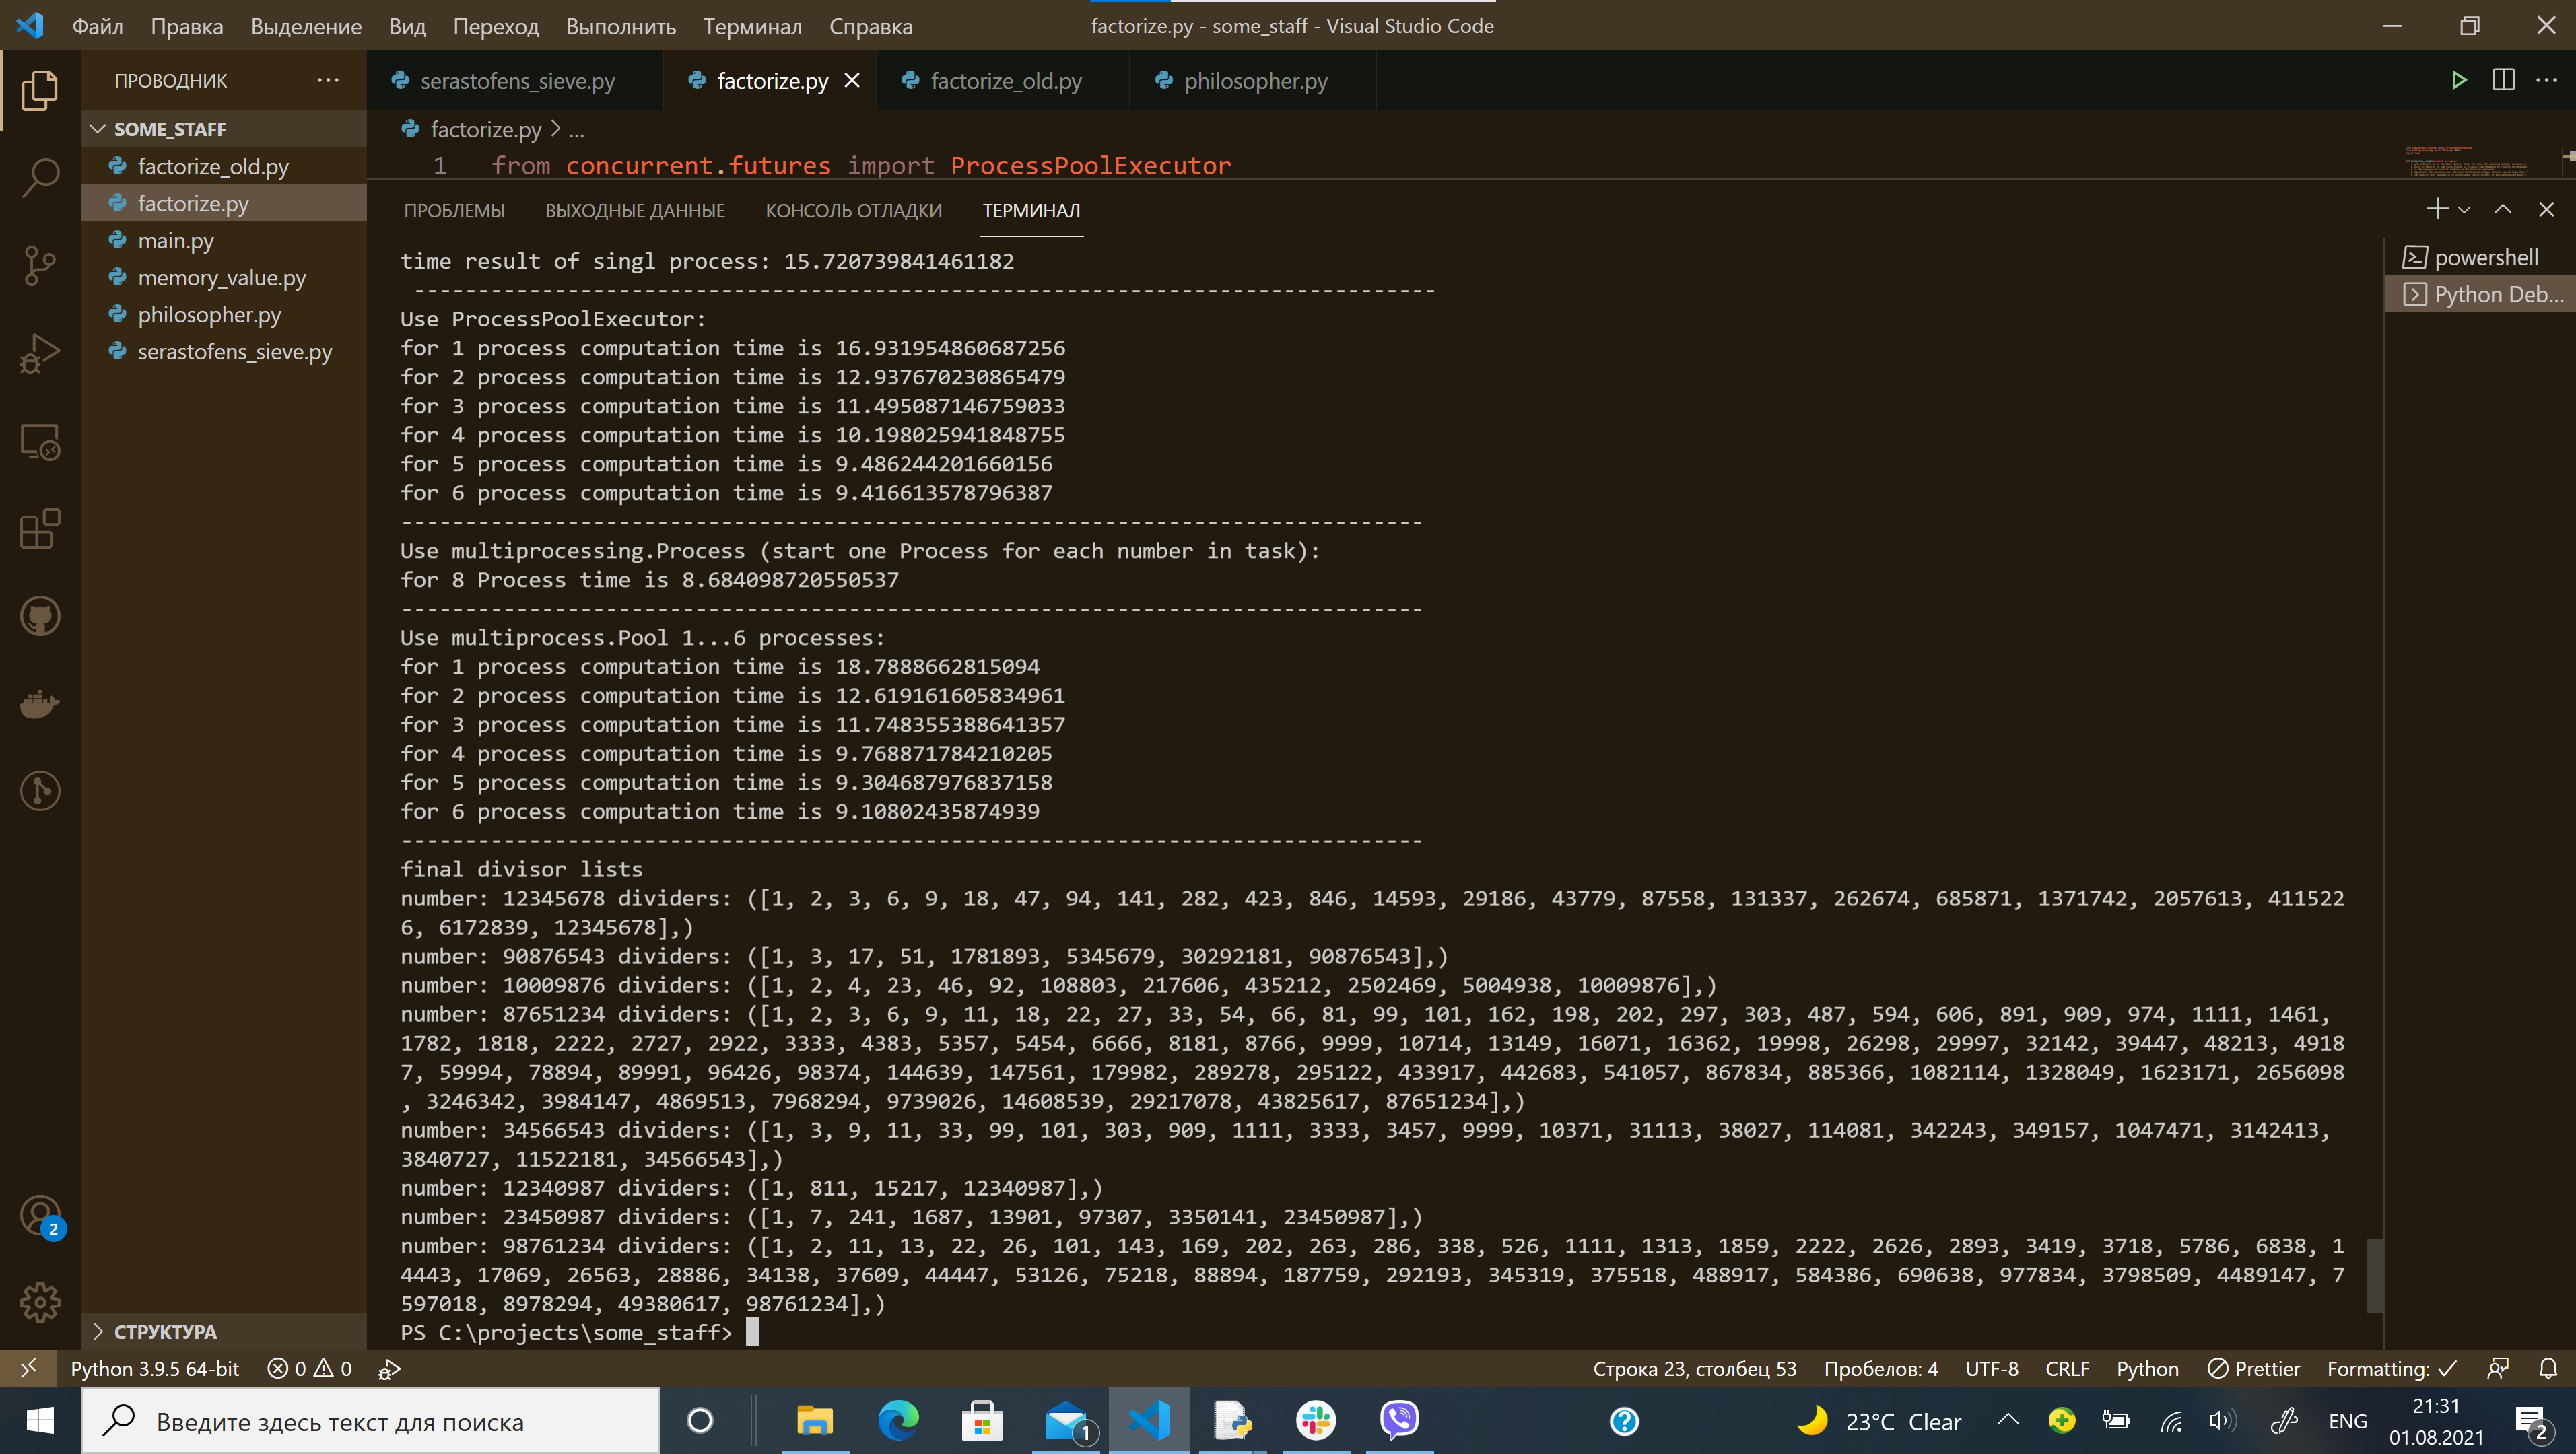 Файл Правка Выделение Вид Переход Выполнить Терминал Справка factorize.py - some_staff - Visual Studio Code
ПРОВОДНИК
serastofens_sieve.py factorize.py factorize_old.py philosopher.py
SOME_STAFF
factorize_old.py
factorize.py
main.py
memory_value.py
philosopher.py
serastofens_sieve.py
СТРУКТУРА
factorize.py > ...
1 from concurrent.futures import ProcessPoolExecutor
ПРОБЛЕМЫ ВЫХОДНЫЕ ДАННЫЕ КОНСОЛЬ ОТЛАДКИ ТЕРМИНАЛ
powershell
Python Deb...
time result of singl process: 15.720739841461182
--------------------------------------------------------------------------------
Use ProcessPoolExecutor:
for 1 process computation time is 16.931954860687256
for 2 process computation time is 12.937670230865479
for 3 process computation time is 11.495087146759033
for 4 process computation time is 10.198025941848755
for 5 process computation time is 9.486244201660156
for 6 process computation time is 9.416613578796387
--------------------------------------------------------------------------------
Use multiprocessing.Process (start one Process for each number in task):
for 8 Process time is 8.684098720550537
--------------------------------------------------------------------------------
Use multiprocess.Pool 1...6 processes:
for 1 process computation time is 18.7888662815094
for 2 process computation time is 12.619161605834961
for 3 process computation time is 11.748355388641357
for 4 process computation time is 9.768871784210205
for 5 process computation time is 9.304687976837158
for 6 process computation time is 9.10802435874939
--------------------------------------------------------------------------------
final divisor lists
number: 12345678 dividers: ([1, 2, 3, 6, 9, 18, 47, 94, 141, 282, 423, 846, 14593, 29186, 43779, 87558, 131337, 262674, 685871, 1371742, 2057613, 411522
6, 6172839, 12345678],)
number: 90876543 dividers: ([1, 3, 17, 51, 1781893, 5345679, 30292181, 90876543],)
number: 10009876 dividers: ([1, 2, 4, 23, 46, 92, 108803, 217606, 435212, 2502469, 5004938, 10009876],)
number: 87651234 dividers: ([1, 2, 3, 6, 9, 11, 18, 22, 27, 33, 54, 66, 81, 99, 101, 162, 198, 202, 297, 303, 487, 594, 606, 891, 909, 974, 1111, 1461,
1782, 1818, 2222, 2727, 2922, 3333, 4383, 5357, 5454, 6666, 8181, 8766, 9999, 10714, 13149, 16071, 16362, 19998, 26298, 29997, 32142, 39447, 48213, 4918
7, 59994, 78894, 89991, 96426, 98374, 144639, 147561, 179982, 289278, 295122, 433917, 442683, 541057, 867834, 885366, 1082114, 1328049, 1623171, 2656098
, 3246342, 3984147, 4869513, 7968294, 9739026, 14608539, 29217078, 43825617, 87651234],)
number: 34566543 dividers: ([1, 3, 9, 11, 33, 99, 101, 303, 909, 1111, 3333, 3457, 9999, 10371, 31113, 38027, 114081, 342243, 349157, 1047471, 3142413,
3840727, 11522181, 34566543],)
number: 12340987 dividers: ([1, 811, 15217, 12340987],)
number: 23450987 dividers: ([1, 7, 241, 1687, 13901, 97307, 3350141, 23450987],)
number: 98761234 dividers: ([1, 2, 11, 13, 22, 26, 101, 143, 169, 202, 263, 286, 338, 526, 1111, 1313, 1859, 2222, 2626, 2893, 3419, 3718, 5786, 6838, 1
4443, 17069, 26563, 28886, 34138, 37609, 44447, 53126, 75218, 88894, 187759, 292193, 345319, 375518, 488917, 584386, 690638, 977834, 3798509, 4489147, 7
597018, 8978294, 49380617, 98761234],)
PS C:\projects\some_staff>
2
Python 3.9.5 64-bit 0 0 Строка 23, столбец 53 Пробелов: 4 UTF-8 CRLF Python Prettier Formatting: ✓
Введите здесь текст для поиска 1 23°C Clear ENG 21:31
01.08.2021 2